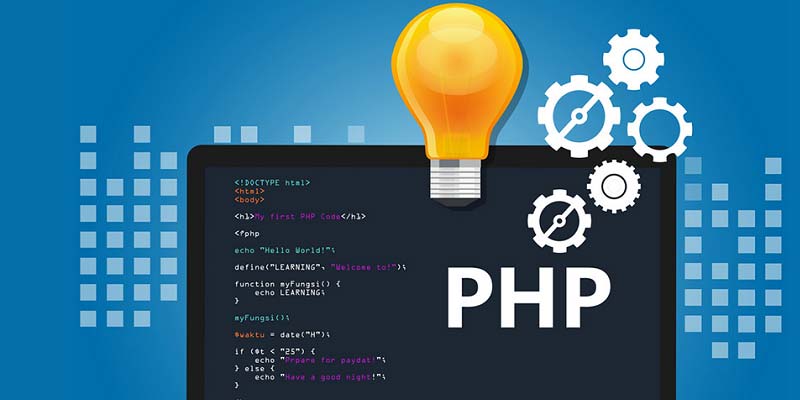 <!DOCTYPE html>
<html>
<body>
<h1>My first PHP Code</h1>
<?php
echo "Hello World!";
define("LEARNING", "Welcome to!");
function myFungsi() {
echo LEARNING;
}
myFungsi();
$waktu = date("H");
if ($t < "25") {
echo "Prpare for paydat!";
} else {
echo "Have a good night!";
}
PHP